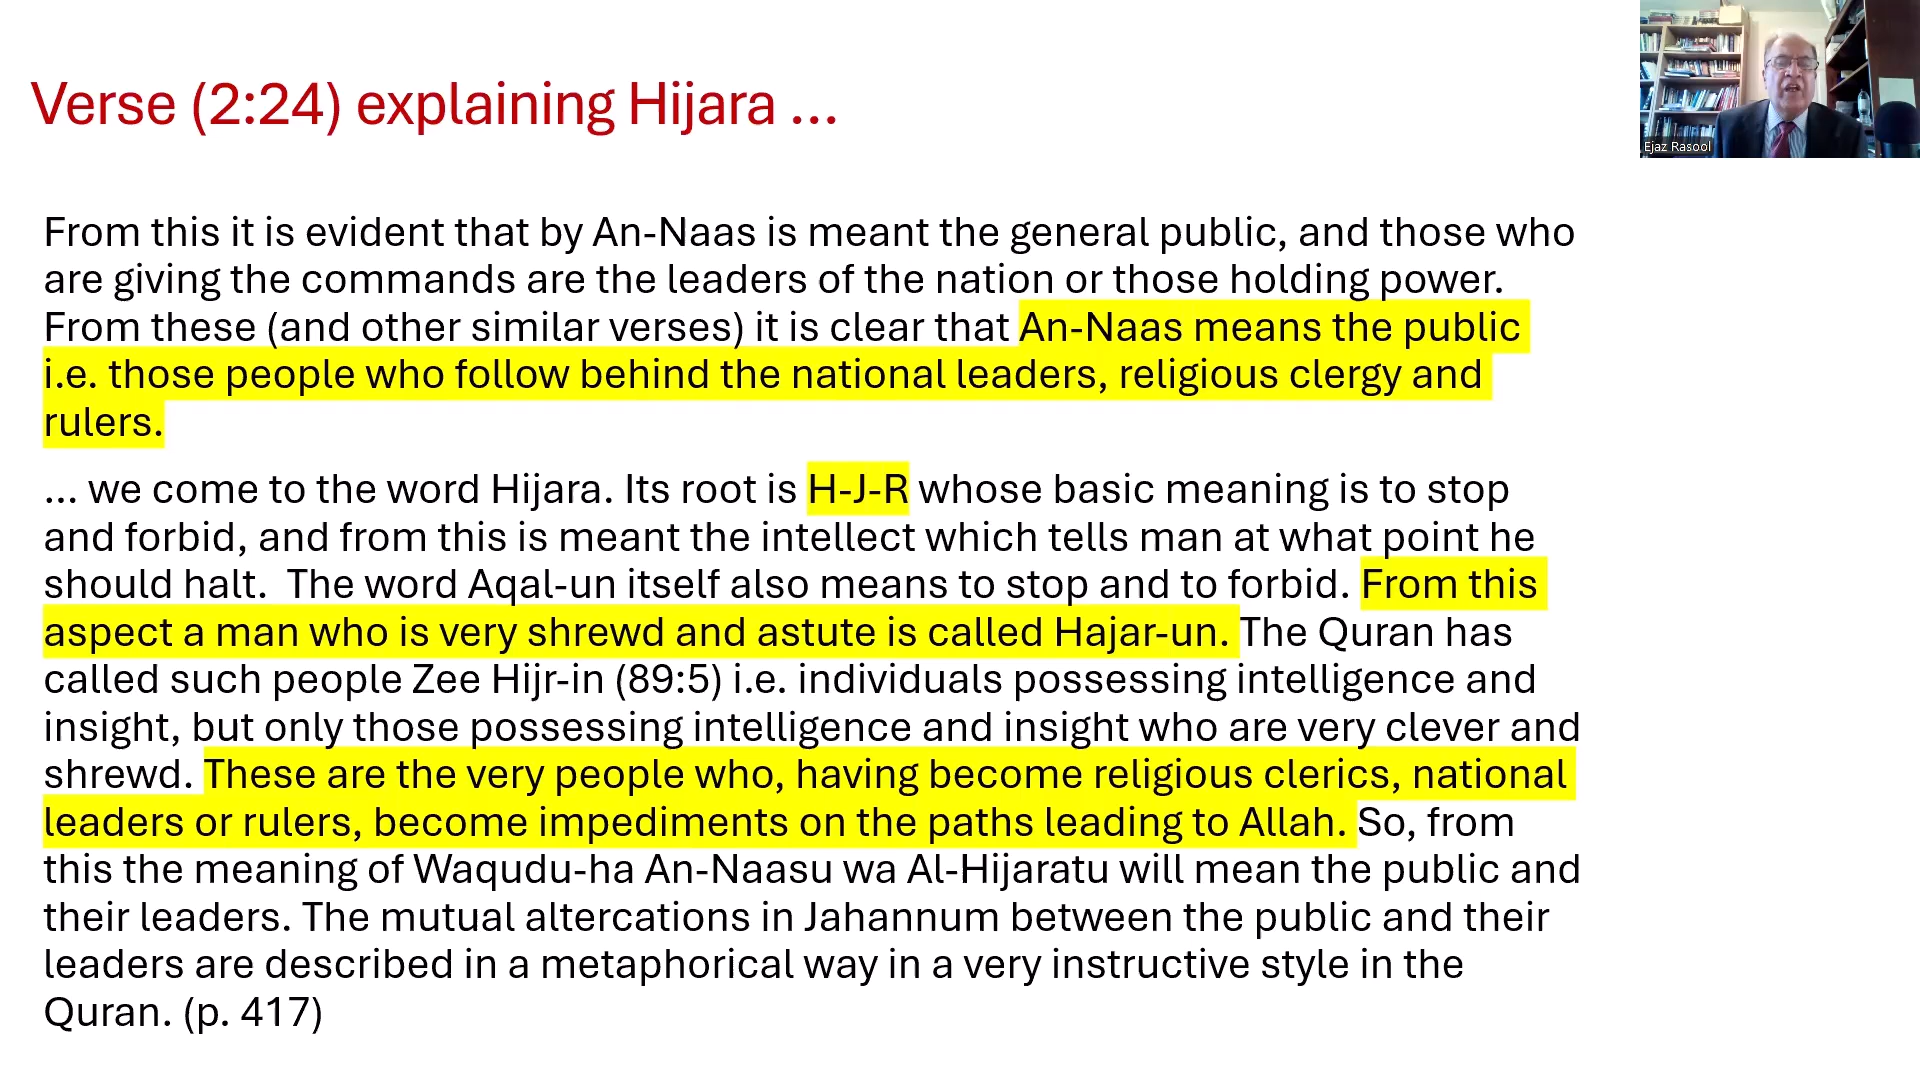 Verse (2:24) explaining Hijara ...
Ejaz Rasool
From this it is evident that by An-Naas is meant the general public, and those who
are giving the commands are the leaders of the nation or those holding power.
From these (and other similar verses) it is clear that An-Naas means the public
i.e. those people who follow behind the national leaders, religious clergy and
rulers.
... we come to the word Hijara. Its root is H-J-R whose basic meaning is to stop
and forbid, and from this is meant the intellect which tells man at what point he
should halt.  The word Aqal-un itself also means to stop and to forbid. From this
aspect a man who is very shrewd and astute is called Hajar-un. The Quran has
called such people Zee Hijr-in (89:5) i.e. individuals possessing intelligence and
insight, but only those possessing intelligence and insight who are very clever and
shrewd. These are the very people who, having become religious clerics, national
leaders or rulers, become impediments on the paths leading to Allah. So, from
this the meaning of Waqudu-ha An-Naasu wa Al-Hijaratu will mean the public and
their leaders. The mutual altercations in Jahannum between the public and their
leaders are described in a metaphorical way in a very instructive style in the
Quran. (p. 417)